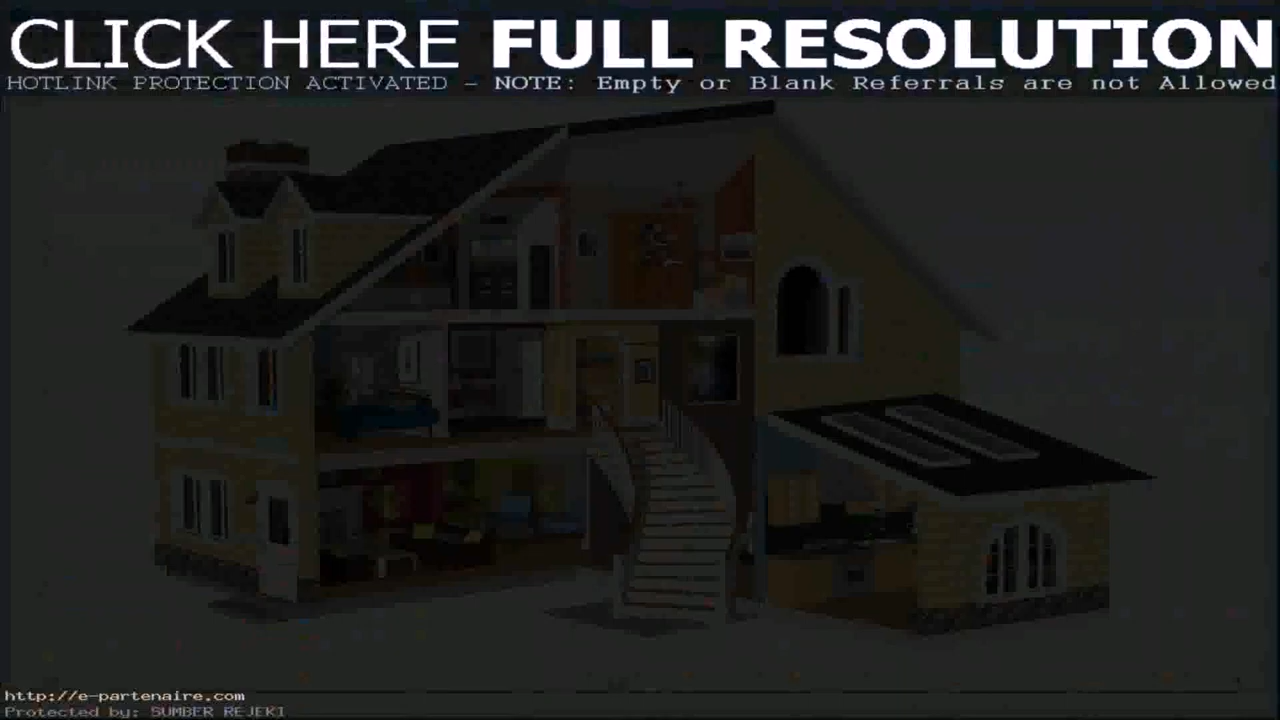 CLICK HERE FULL RESOLUTION
HOTLINK PROTECTION ACTIVATED - NOTE: Empty or Blank Referrals are not Allowed
http://e-partenaire.com
Protected by: SUMBER REJEKI